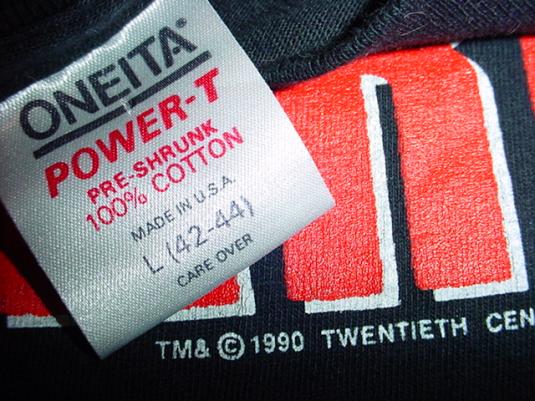 ONEITA®
POWER-T
PRE-SHRUNK
100% COTTON
MADE IN U.S.A.
L (42-44)
CARE OVER
TM& © 1990 TWENTIETH CEN